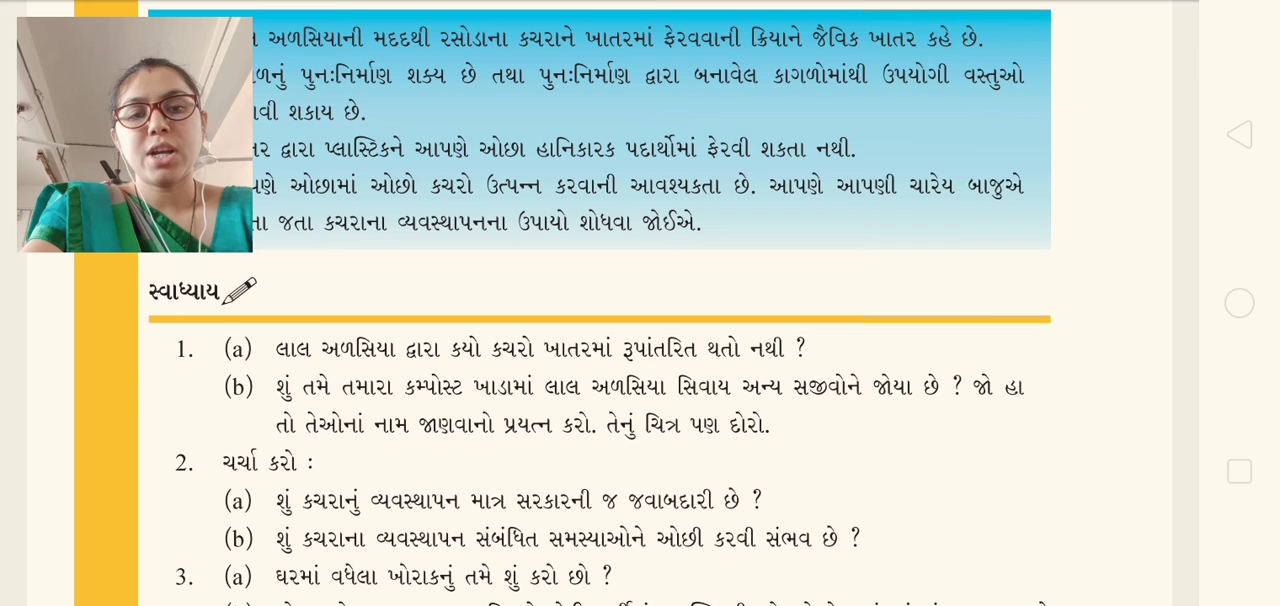 અળસિયાની મદદથી રસોડાના કચરાને ખાતરમાં ફેરવવાની ક્રિયાને જૈવિક ખાતર કહે છે.
પુનઃનિર્માણ શક્ય છે તથા પુનઃનિર્માણ દ્વારા બનાવેલ કાગળોમાંથી ઉપયોગી વસ્તુઓ
શકાય છે.
દ્વારા પ્લાસ્ટિકને આપણે ઓછા હાનિકારક પદાર્થોમાં ફેરવી શકતા નથી.
ઓછામાં ઓછો કચરો ઉત્પન્ન કરવાની આવશ્યકતા છે. આપણે આપણી ચારેય બાજુએ
જતા કચરાના વ્યવસ્થાપનના ઉપાયો શોધવા જોઈએ.
સ્વાધ્યાય
1. (a) લાલ અળસિયા દ્વારા કયો કચરો ખાતરમાં રૂપાંતરિત થતો નથી ?
(b) શું તમે તમારા કમ્પોસ્ટ ખાડામાં લાલ અળસિયા સિવાય અન્ય સજીવોને જોયા છે ? જો હા
તો તેઓનાં નામ જાણવાનો પ્રયત્ન કરો. તેનું ચિત્ર પણ દોરો.
2. ચર્ચા કરો :
(a) શું કચરાનું વ્યવસ્થાપન માત્ર સરકારની જ જવાબદારી છે ?
(b) શું કચરાના વ્યવસ્થાપન સંબંધિત સમસ્યાઓને ઓછી કરવી સંભવ છે ?
3. (a) ઘરમાં વધેલા ખોરાકનું તમે શું કરો છો ?